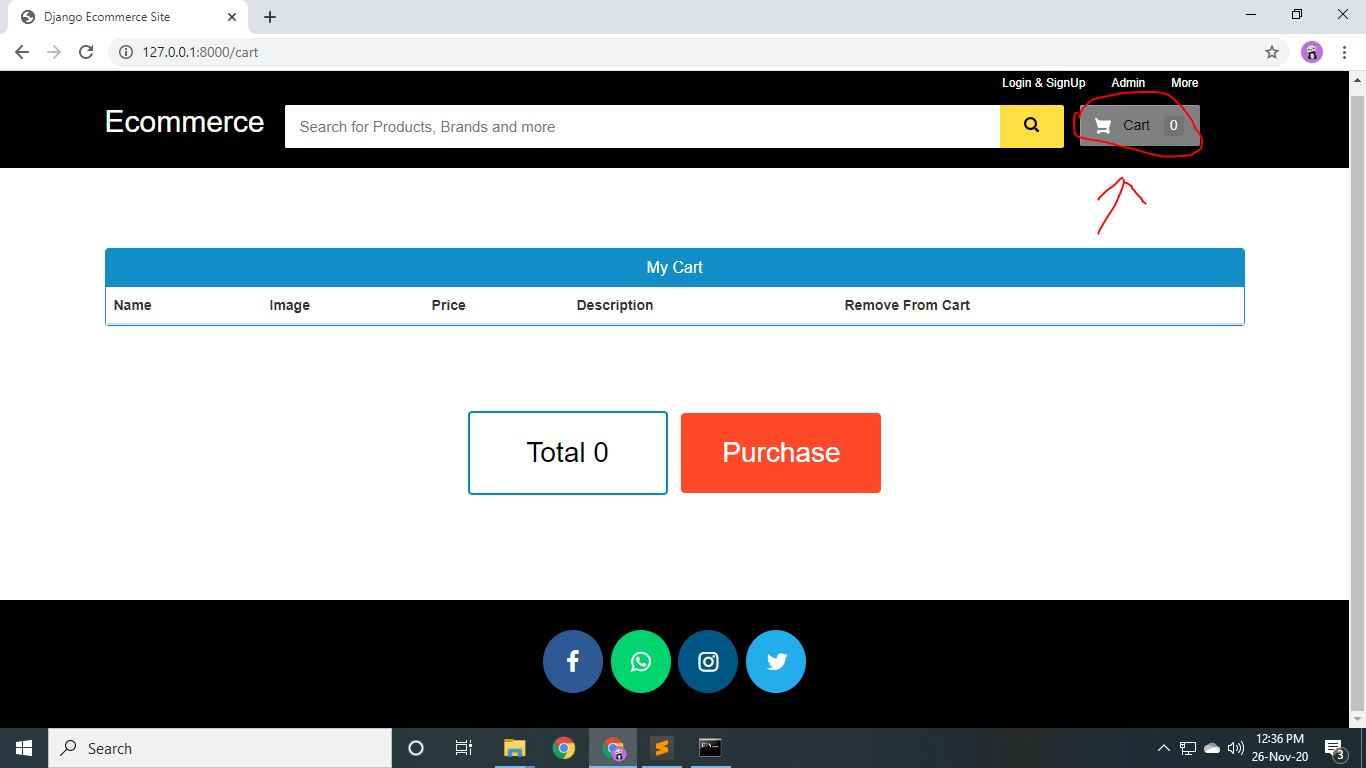 Django Ecommerce Site
127.0.0.1:8000/cart
Login & SignUp Admin More
Ecommerce Search for Products, Brands and more Cart 0
My Cart
Name Image Price Description Remove From Cart
Total 0 Purchase
Search
12:36 PM
26-Nov-20
3